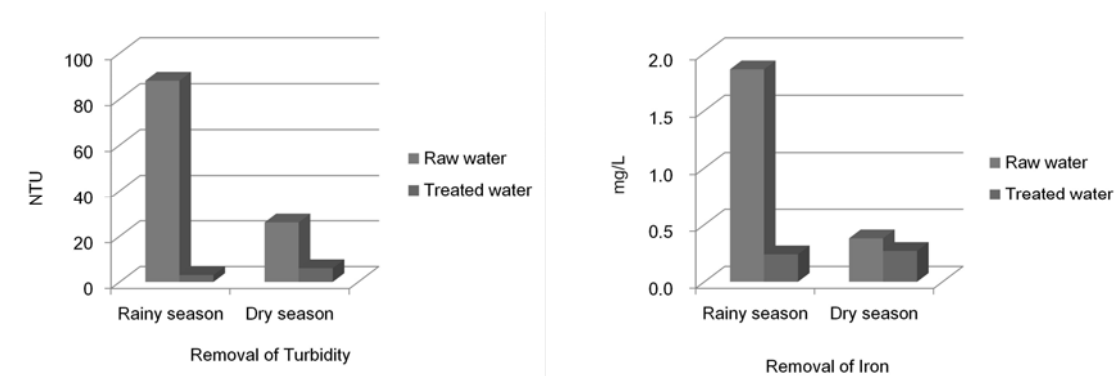 100
80
60
40
20
0
NTU
Rainy season Dry season
Raw water
Treated water
Removal of Turbidity
2.0
1.5
1.0
0.5
0.0
mg/L
Rainy season Dry season
Raw water
Treated water
Removal of Iron